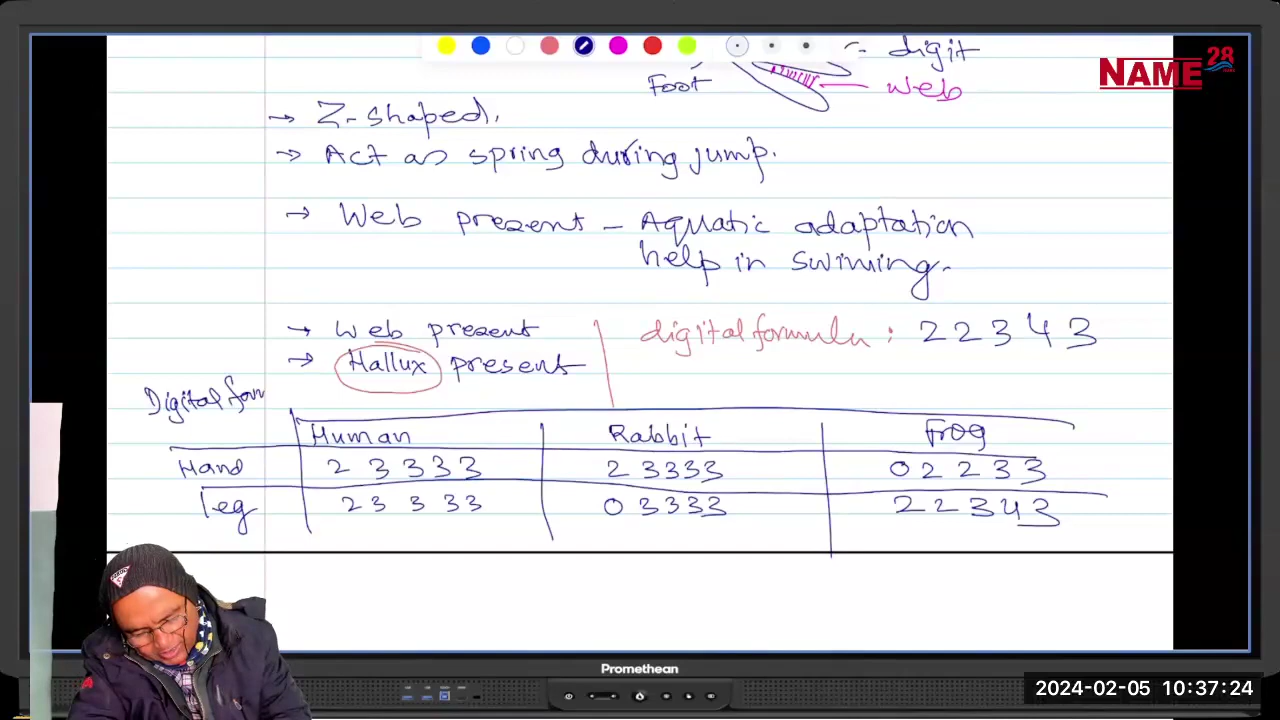 digit
NAME 28
Foot
web
→ Z-shaped.
→ Act as spring during jump.
→ Web present - Aquatic adaptation
help in swiming.
→ web present
digital formula : 2 2 3 4 3
→ Hallux present
Digital for
Human Rabbit Frog
Hand 2 3 3 3 3 2 3 3 3 3 0 2 2 3 3
leg 2 3 3 3 3 0 3 3 3 3 2 2 3 4 3
Promethean
2024-02-05 10:37:24